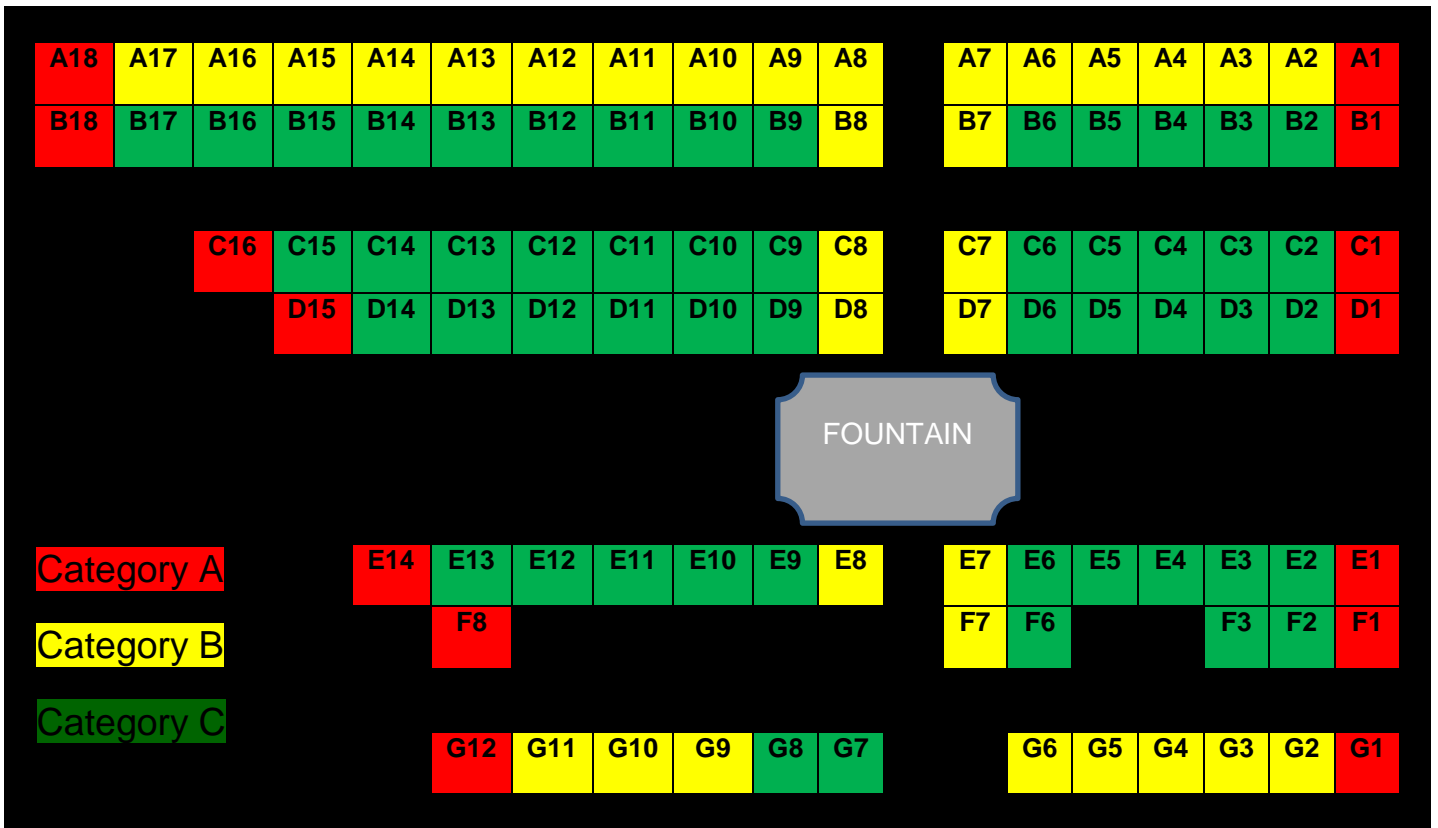 A18 A17 A16 A15 A14 A13 A12 A11 A10 A9 A8 A7 A6 A5 A4 A3 A2 A1
B18 B17 B16 B15 B14 B13 B12 B11 B10 B9 B8 B7 B6 B5 B4 B3 B2 B1
C16 C15 C14 C13 C12 C11 C10 C9 C8 C7 C6 C5 C4 C3 C2 C1
D15 D14 D13 D12 D11 D10 D9 D8 D7 D6 D5 D4 D3 D2 D1
FOUNTAIN
E14 E13 E12 E11 E10 E9 E8 E7 E6 E5 E4 E3 E2 E1
Category A
F8 F7 F6 F3 F2 F1
Category B
Category C
G12 G11 G10 G9 G8 G7 G6 G5 G4 G3 G2 G1